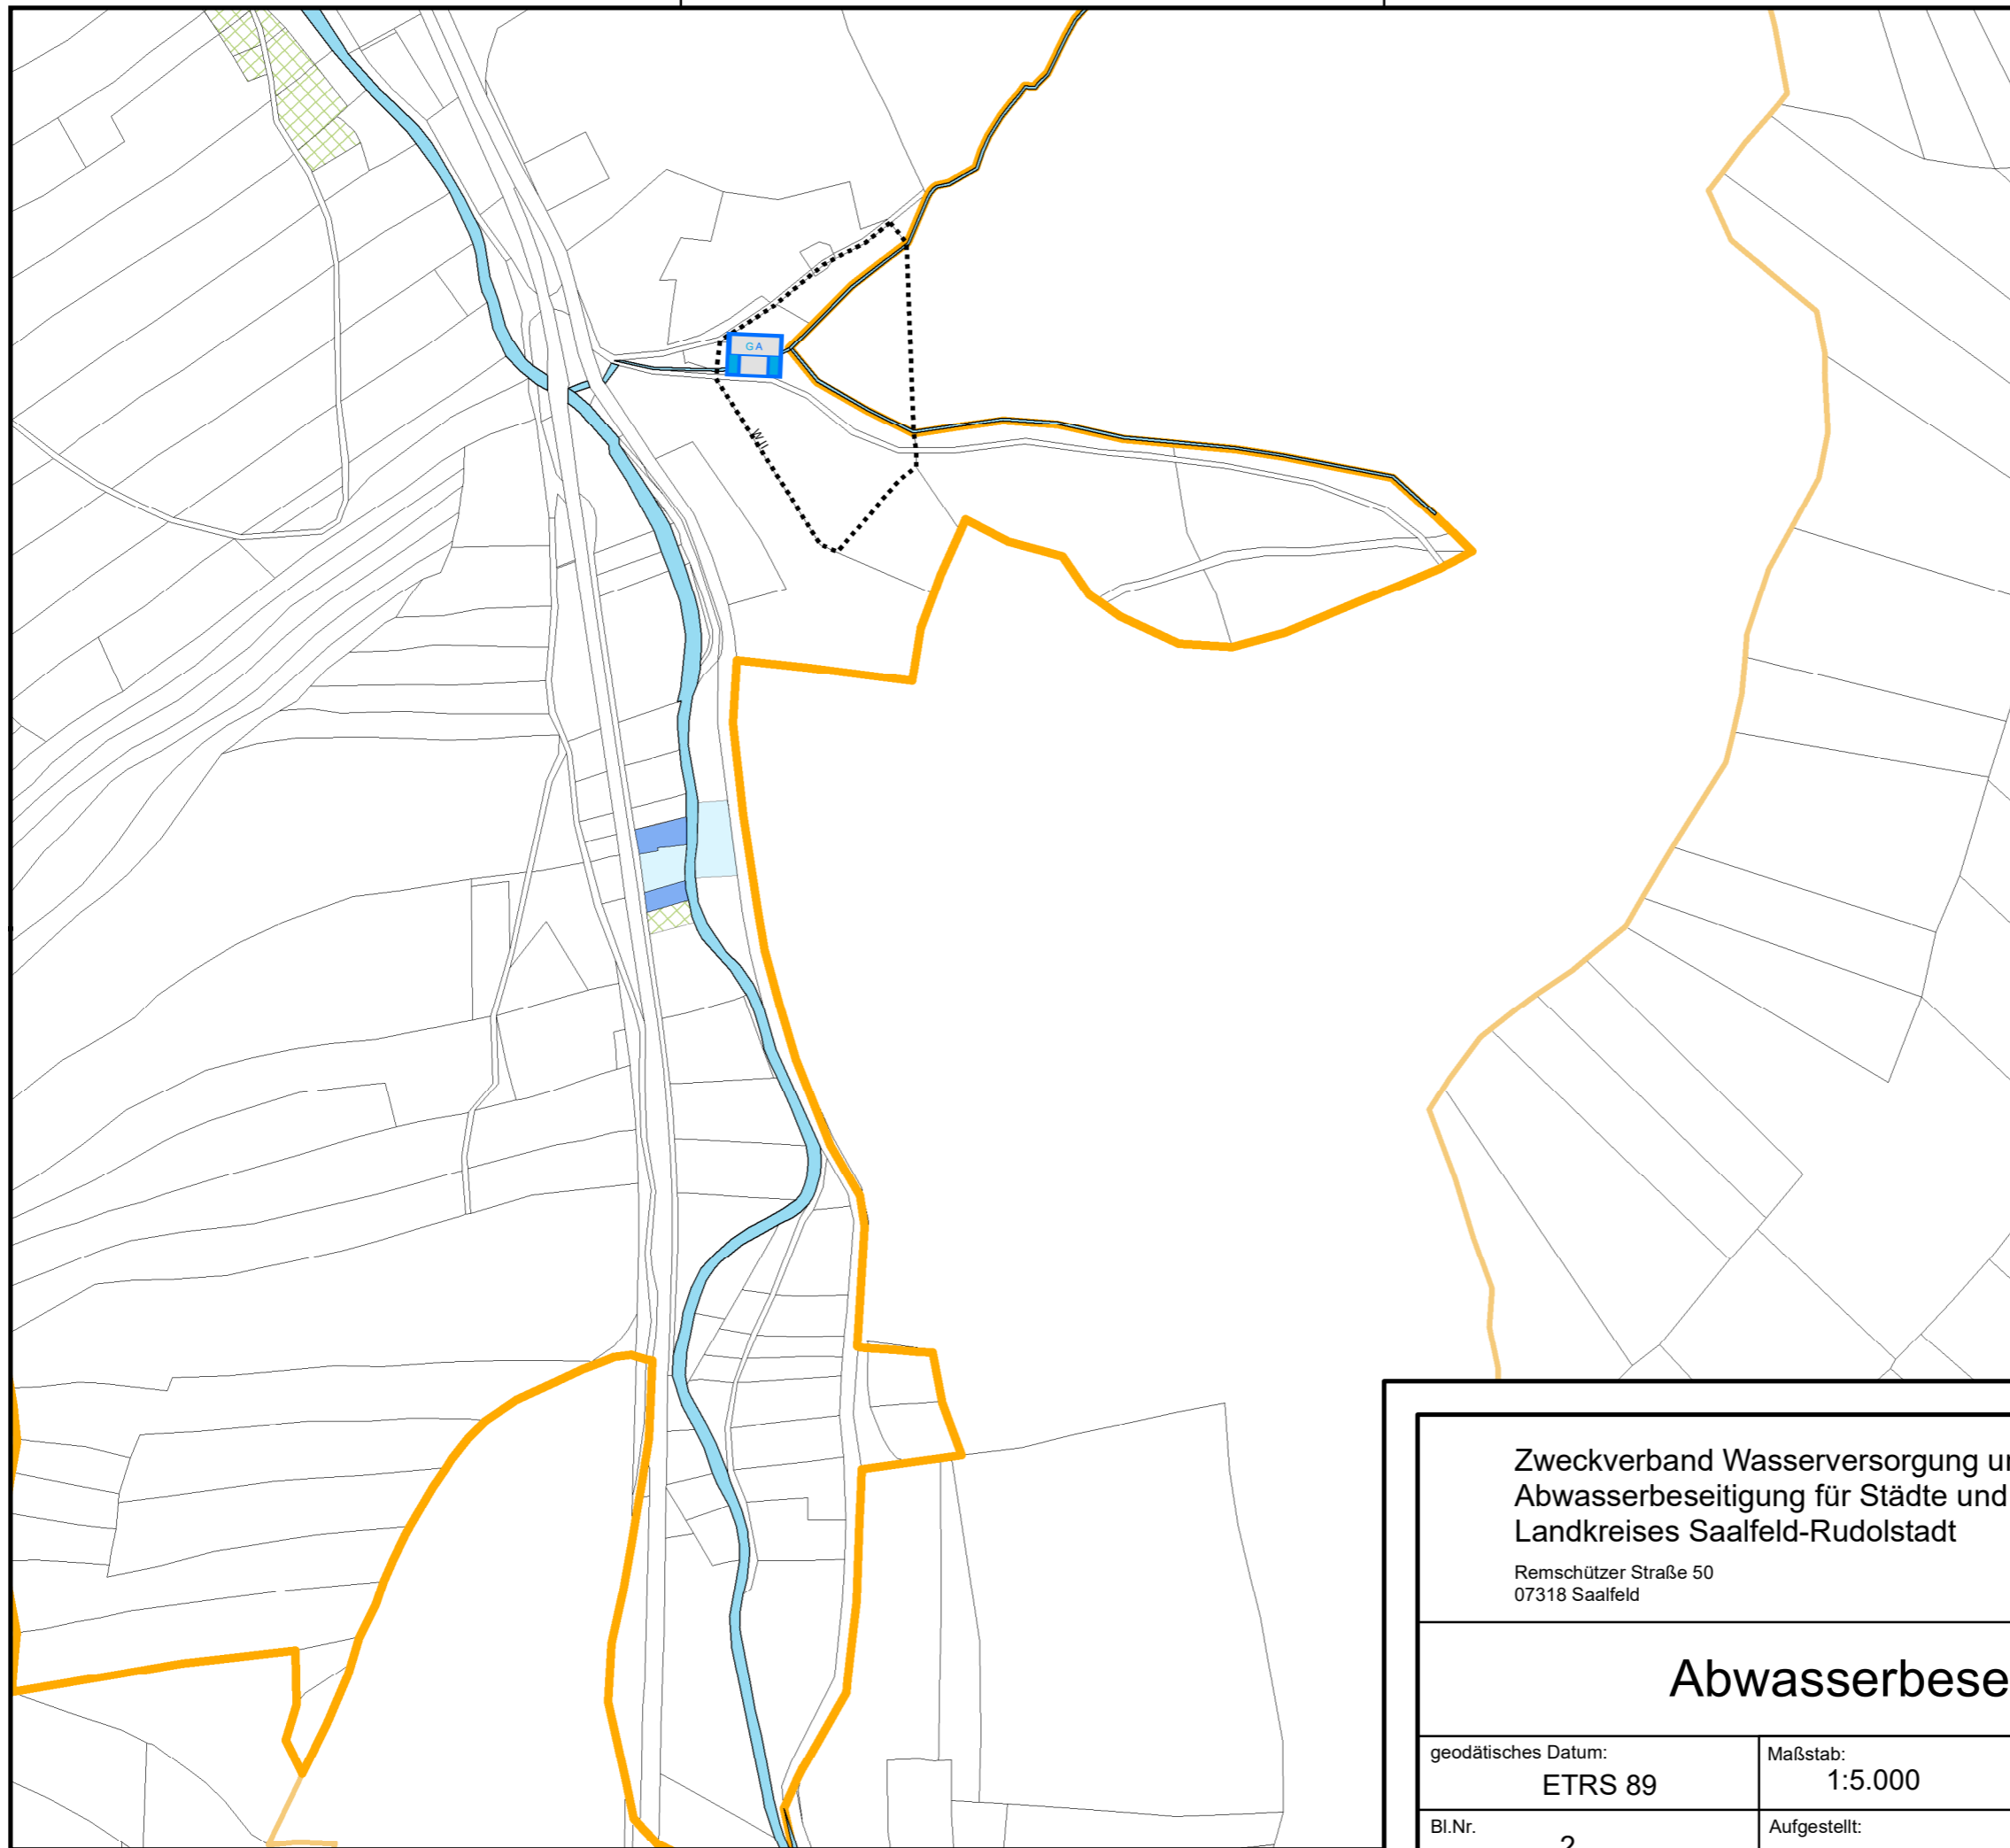 GA
W II
Zweckverband Wasserversorgung
Abwasserbeseitigung für Städte und
Landkreises Saalfeld-Rudolstadt
Remschützer Straße 50
07318 Saalfeld
Abwasserbese
geodätisches Datum:
Maßstab:
ETRS 89
1:5.000
Bl.Nr.
Aufgestellt:
2